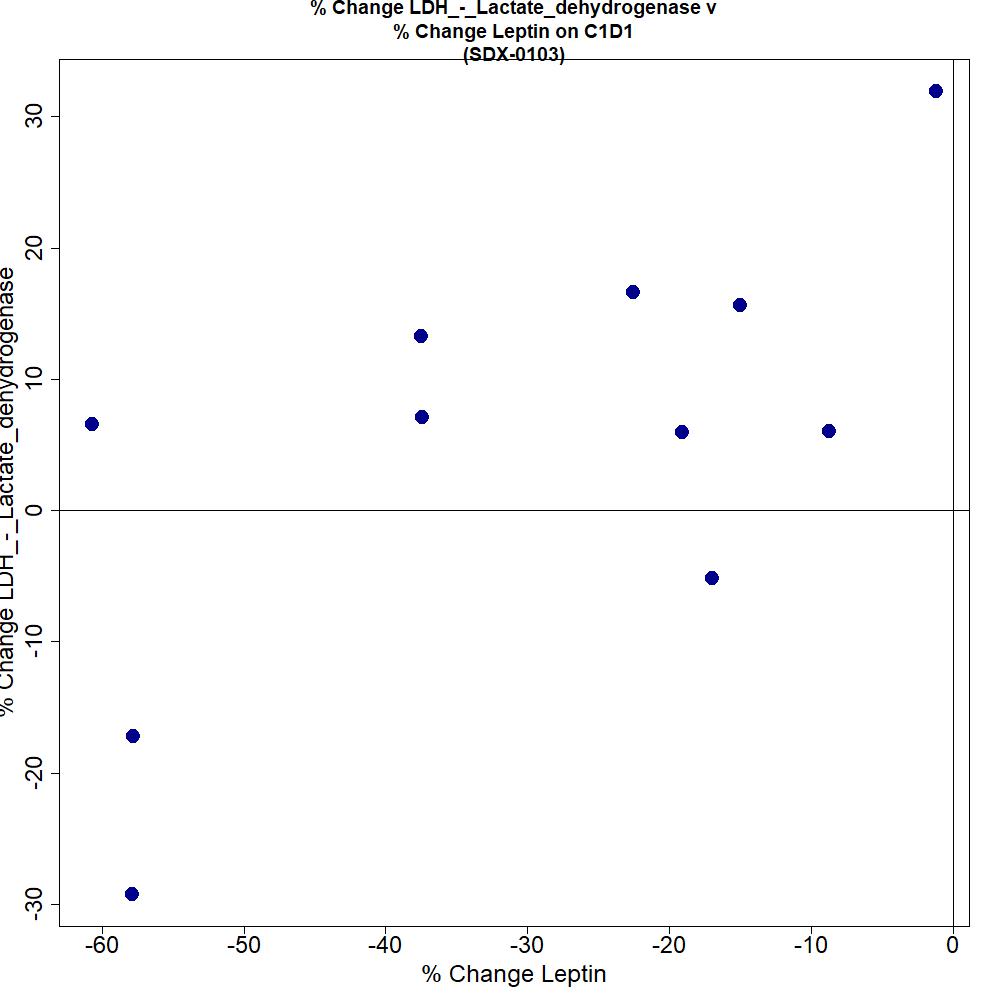 % Change LDH_-_Lactate_dehydrogenase v
% Change Leptin on C1D1
(SDX-0103)
% Change LDH_-_Lactate_dehydrogenase
30
20
10
0
-10
-20
-30
-60 -50 -40 -30 -20 -10 0
% Change Leptin